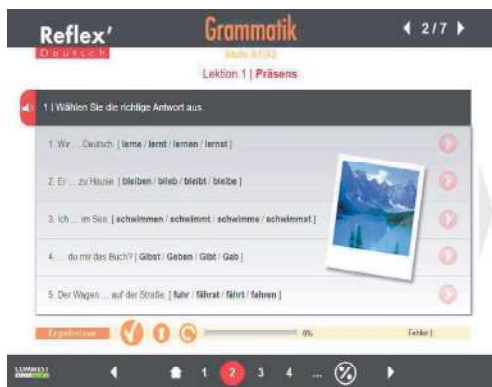 Reflex' Grammatik 2/7
Deutsch
Lektion 1 | Präsens
1 | Wählen Sie die richtige Antwort aus.
1. Wir ... Deutsch. [ lerne / lernt / lernen / lernst ]
2. Er ... zu Hause. [ bleiben / blieb / bleibt / bleibe ]
3. Ich ... im See. [ schwimmen / schwimmt / schwimme / schwimmst ]
4. ... du mir das Buch? [ Gibst / Geben / Gibt / Gab ]
5. Der Wagen ... auf der Straße. [ fuhr / fährst / fährt / fahren ]
Ergebnisse 0% Fehler [
1 2 3 4 ... %